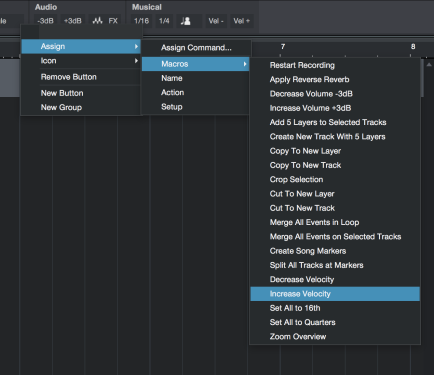 Audio Musical
-3dB +3dB FX 1/16 1/4 Vel - Vel +
7 8
Assign
Icon
Remove Button
New Button
New Group
Assign Command...
Macros
Name
Action
Setup
Restart Recording
Apply Reverse Reverb
Decrease Volume -3dB
Increase Volume +3dB
Add 5 Layers to Selected Tracks
Create New Track With 5 Layers
Copy To New Layer
Copy To New Track
Crop Selection
Cut To New Layer
Cut To New Track
Merge All Events in Loop
Merge All Events on Selected Tracks
Create Song Markers
Split All Tracks at Markers
Decrease Velocity
Increase Velocity
Set All to 16th
Set All to Quarters
Zoom Overview